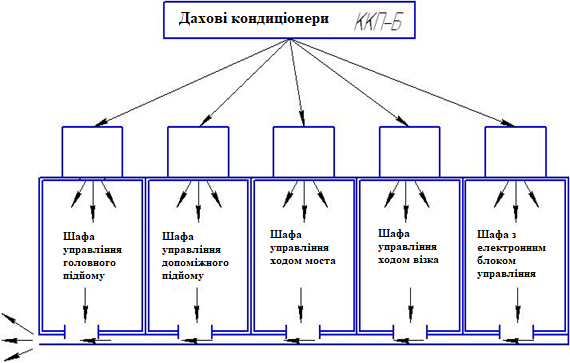 Дахові кондиціонери ККП-Б
Шафа
управління
головного
підйому
Шафа
управління
допоміжного
підйому
Шафа
управління
ходом моста
Шафа
управління
ходом візка
Шафа з
електронним
блоком
управління